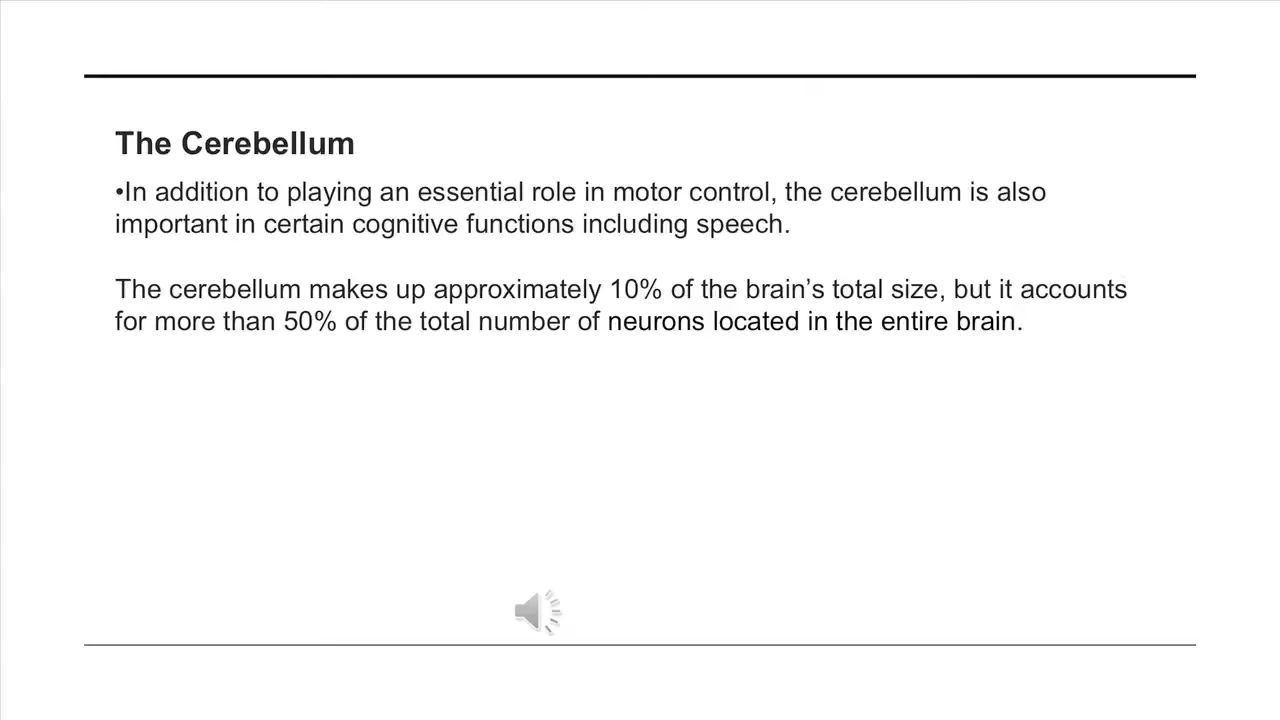 The Cerebellum
•In addition to playing an essential role in motor control, the cerebellum is also
important in certain cognitive functions including speech.
The cerebellum makes up approximately 10% of the brain’s total size, but it accounts
for more than 50% of the total number of neurons located in the entire brain.